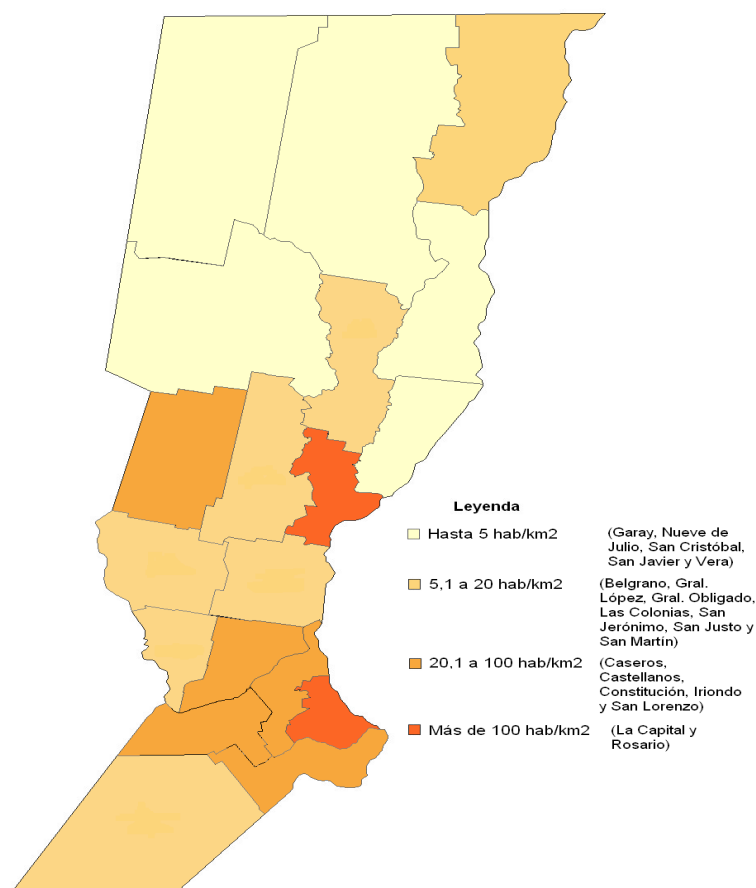 Leyenda
Hasta 5 hab/km2
(Garay, Nueve de
Julio, San Cristóbal,
San Javier y Vera)
5,1 a 20 hab/km2
(Belgrano, Gral.
López, Gral. Obligado,
Las Colonias, San
Jerónimo, San Justo y
San Martín)
20,1 a 100 hab/km2
(Caseros,
Castellanos,
Constitución, Iriondo
y San Lorenzo)
Más de 100 hab/km2
(La Capital y
Rosario)